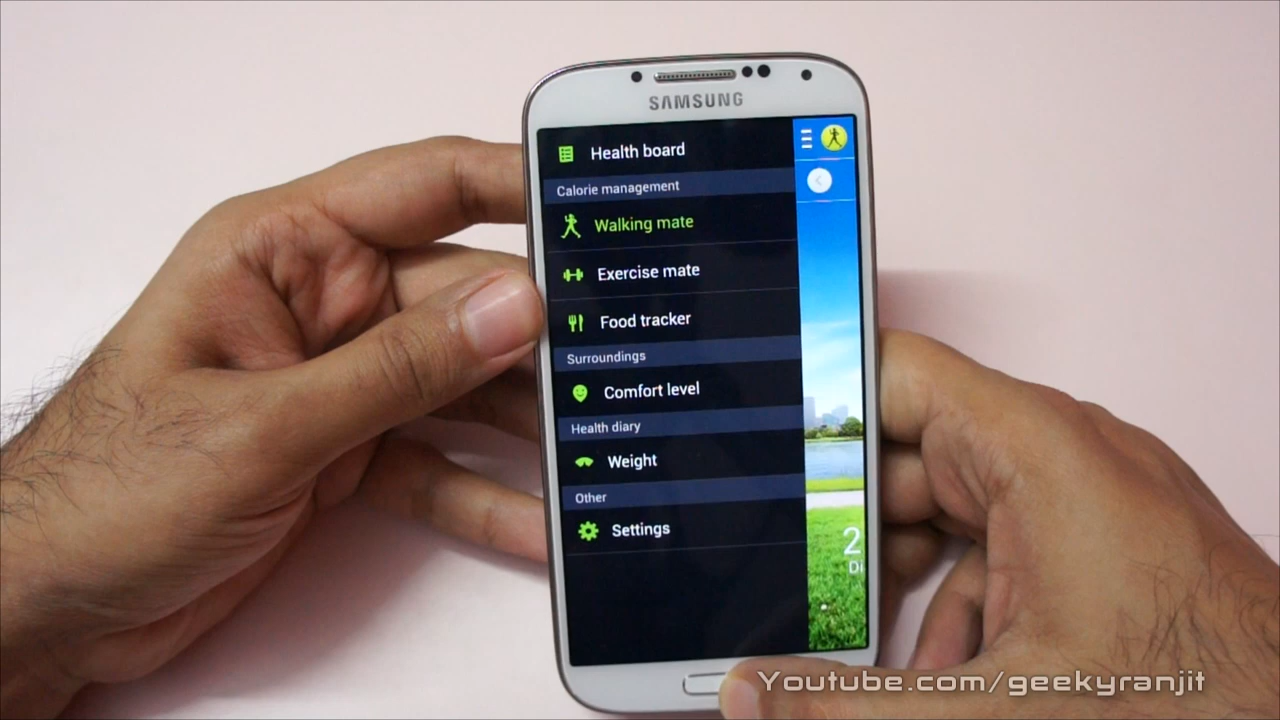 SAMSUNG
Health board
Calorie management
Walking mate
Exercise mate
Food tracker
Surroundings
Comfort level
Health diary
Weight
Other
Settings
2
Di
Youtube.com/geekyranjit